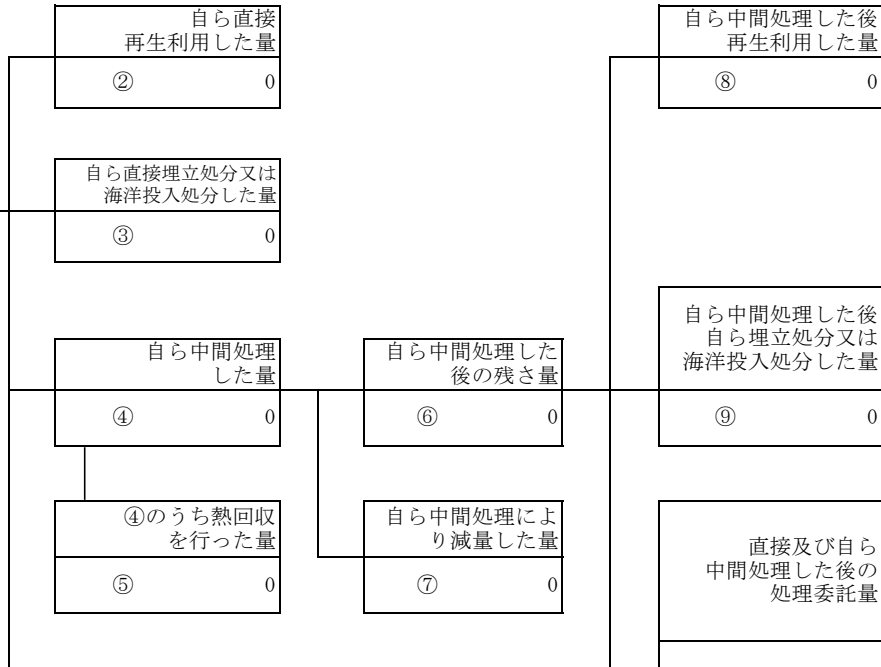 自ら直接
再生利用した量
② 0
自ら中間処理した後
再生利用した量
⑧ 0
自ら直接埋立処分又は
海洋投入処分した量
③ 0
自ら中間処理した後
自ら埋立処分又は
海洋投入処分した量
⑨ 0
自ら中間処理
した量
④ 0
自ら中間処理した
後の残さ量
⑥ 0
④のうち熱回収
を行った量
⑤ 0
自ら中間処理によ
り減量した量
⑦ 0
直接及び自ら
中間処理した後の
処理委託量